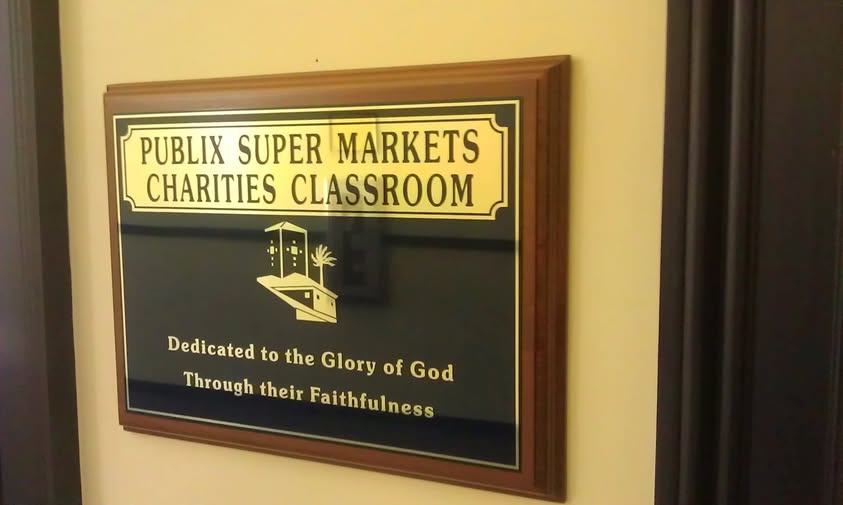 PUBLIX SUPER MARKETS
CHARITIES CLASSROOM
Dedicated to the Glory of God
Through their Faithfulness